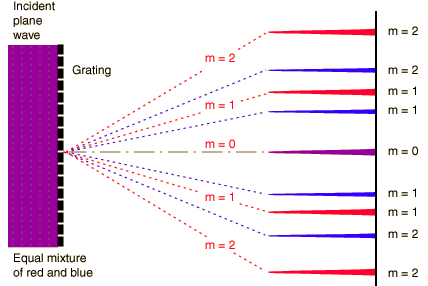 Incident
plane
wave
Grating
m = 2
m = 1
m = 0
m = 1
m = 2
m = 2
m = 2
m = 1
m = 1
m = 0
m = 1
m = 1
m = 2
m = 2
Equal mixture
of red and blue